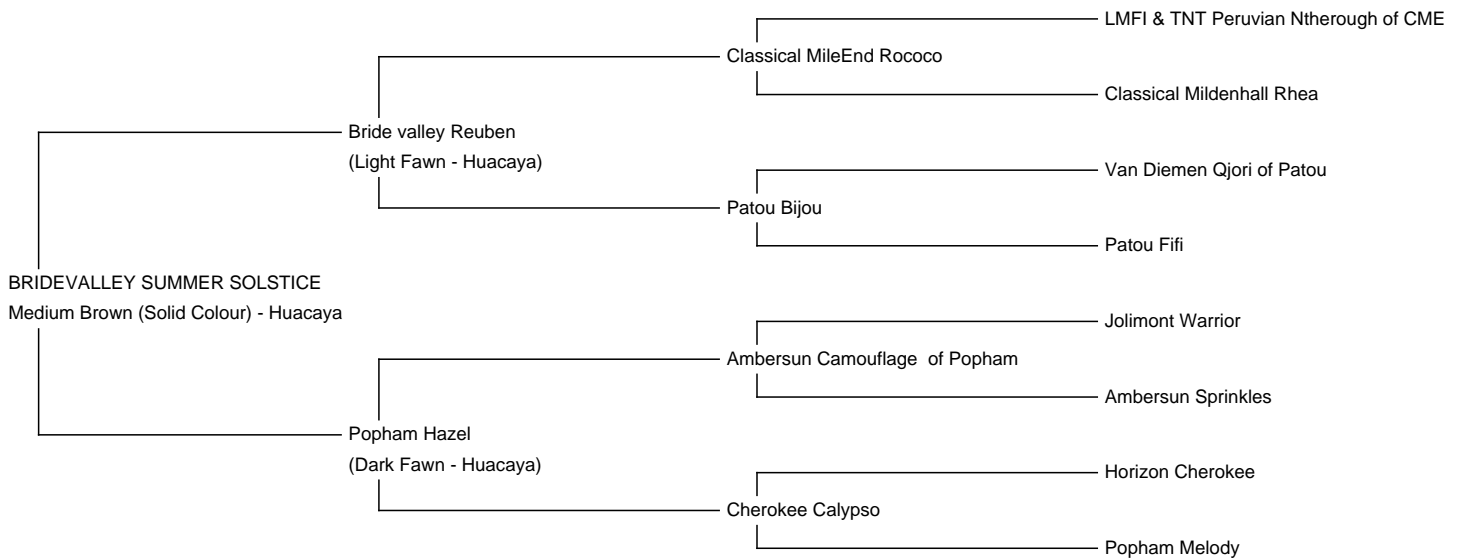 LMFI & TNT Peruvian Ntherough of CME
Classical MileEnd Rococo
Classical Mildenhall Rhea
Bride valley Reuben
(Light Fawn - Huacaya)
Van Diemen Qjori of Patou
Patou Bijou
Patou Fifi
BRIDEVALLEY SUMMER SOLSTICE
Medium Brown (Solid Colour) - Huacaya
Jolimont Warrior
Ambersun Camouflage  of Popham
Ambersun Sprinkles
Popham Hazel
(Dark Fawn - Huacaya)
Horizon Cherokee
Cherokee Calypso
Popham Melody